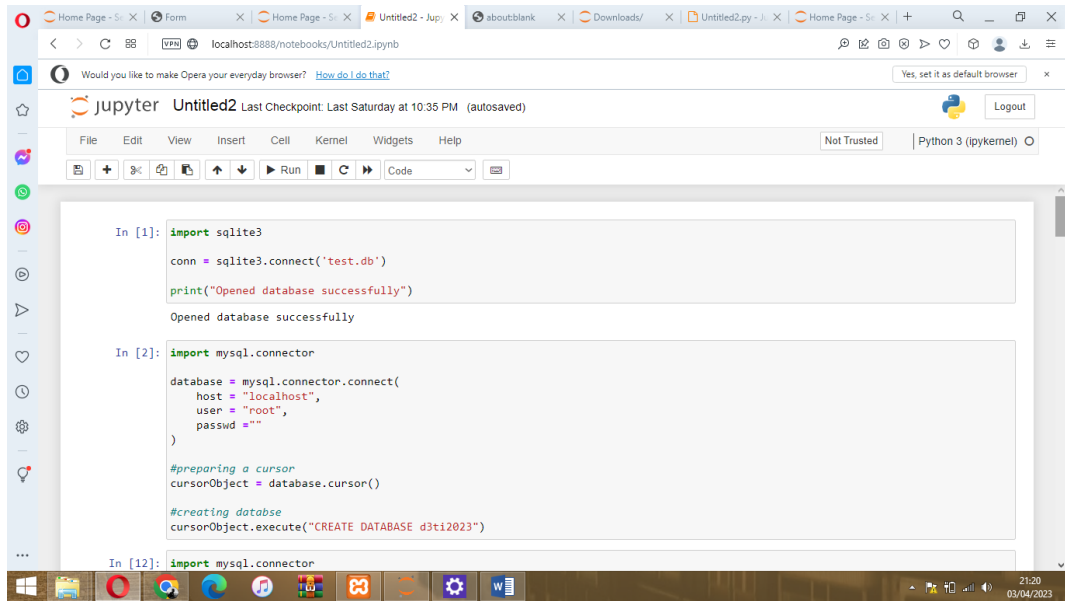 Home Page - Se
Form
Home Page - Se
Untitled2 - Jupy
about:blank
Downloads/
Untitled2.py - Ju
Home Page - Se
VPN
localhost:8888/notebooks/Untitled2.ipynb
Would you like to make Opera your everyday browser? How do I do that?
Yes, set it as default browser
jupyter Untitled2 Last Checkpoint: Last Saturday at 10:35 PM (autosaved)
Logout
File Edit View Insert Cell Kernel Widgets Help
Not Trusted
Python 3 (ipykernel)
Run
Code
In [1]: import sqlite3
conn = sqlite3.connect('test.db')
print("Opened database successfully")
Opened database successfully
In [2]: import mysql.connector
database = mysql.connector.connect(
host = "localhost",
user = "root",
passwd =""
)
#preparing a cursor
cursorObject = database.cursor()
#creating databse
cursorObject.execute("CREATE DATABASE d3ti2023")
In [12]: import mysql.connector
21:20
03/04/2023